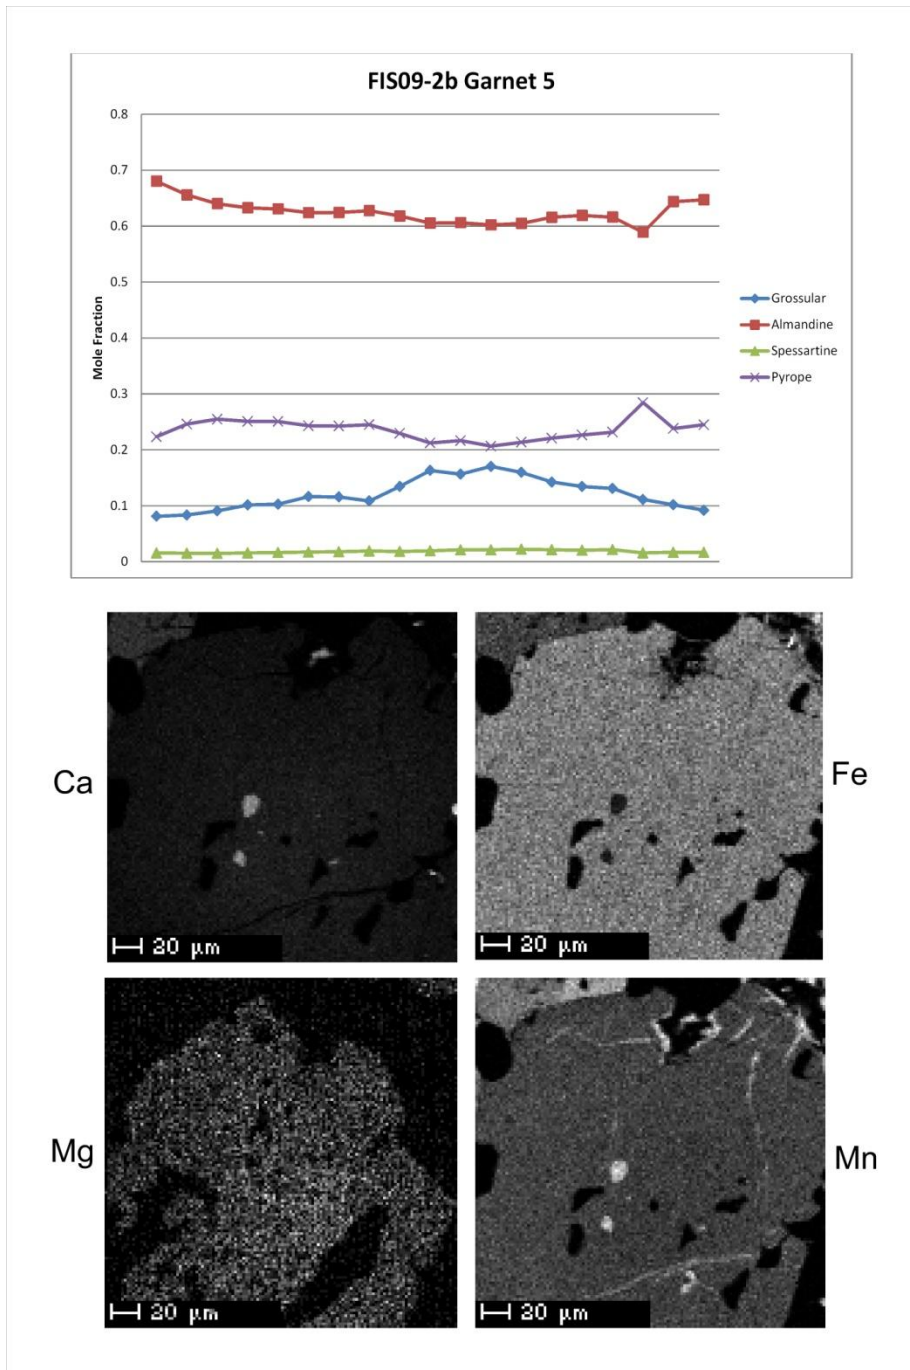 FIS09-2b Garnet 5
0.8
0.7
0.6
0.5
0.4
0.3
0.2
0.1
0
Mole Fraction
Grossular
Almandine
Spessartine
Pyrope
Ca
20 µm
Fe
20 µm
Mg
20 µm
Mn
20 µm